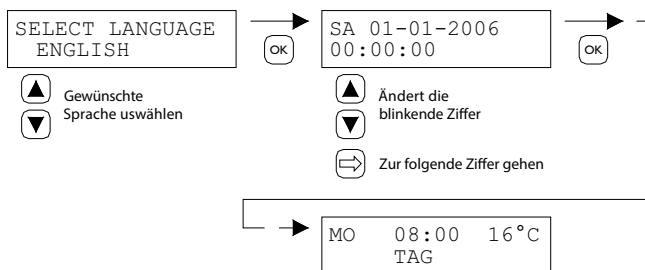 SELECT LANGUAGE
ENGLISH
OK
SA 01-01-2006
00:00:00
OK
Gewünschte
Sprache uswählen
Ändert die
blinkende Ziffer
Zur folgende Ziffer gehen
MO 08:00 16°C
TAG